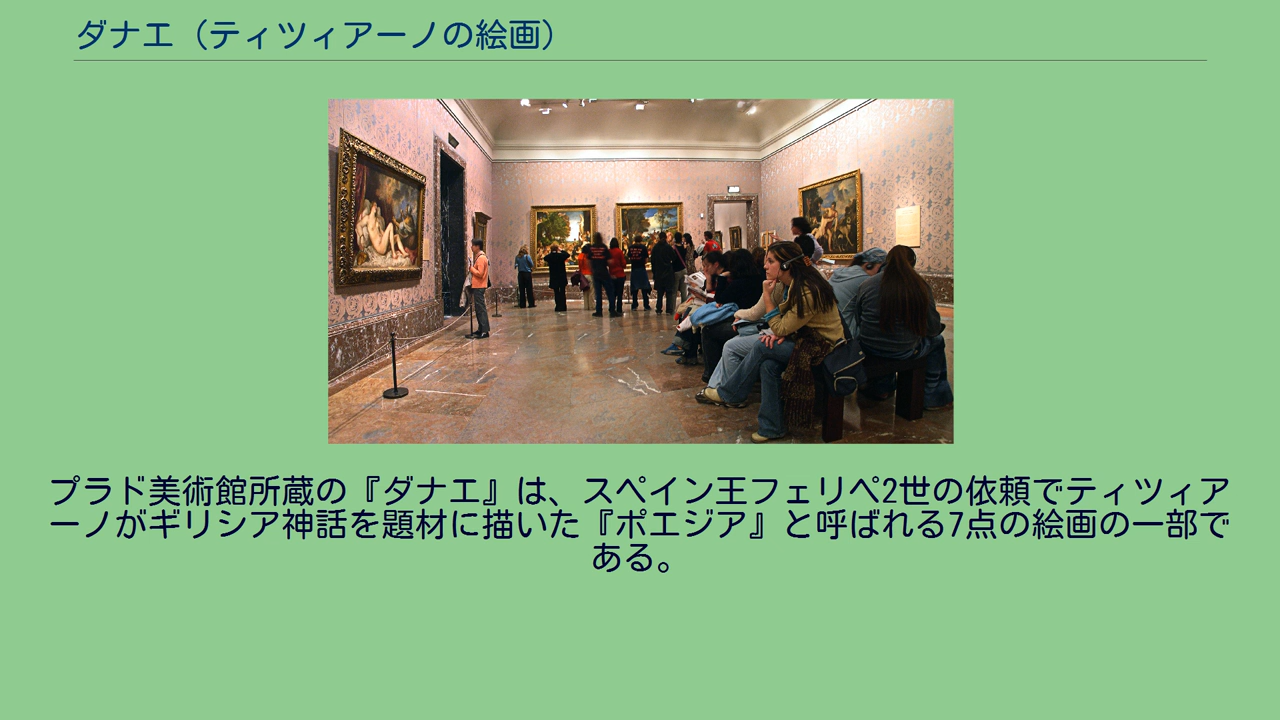 ダナエ（ティツィアーノの絵画）
プラド美術館所蔵の『ダナエ』は、スペイン王フェリペ2世の依頼でティツィア
ーノがギリシア神話を題材に描いた『ポエジア』と呼ばれる7点の絵画の一部で
ある。